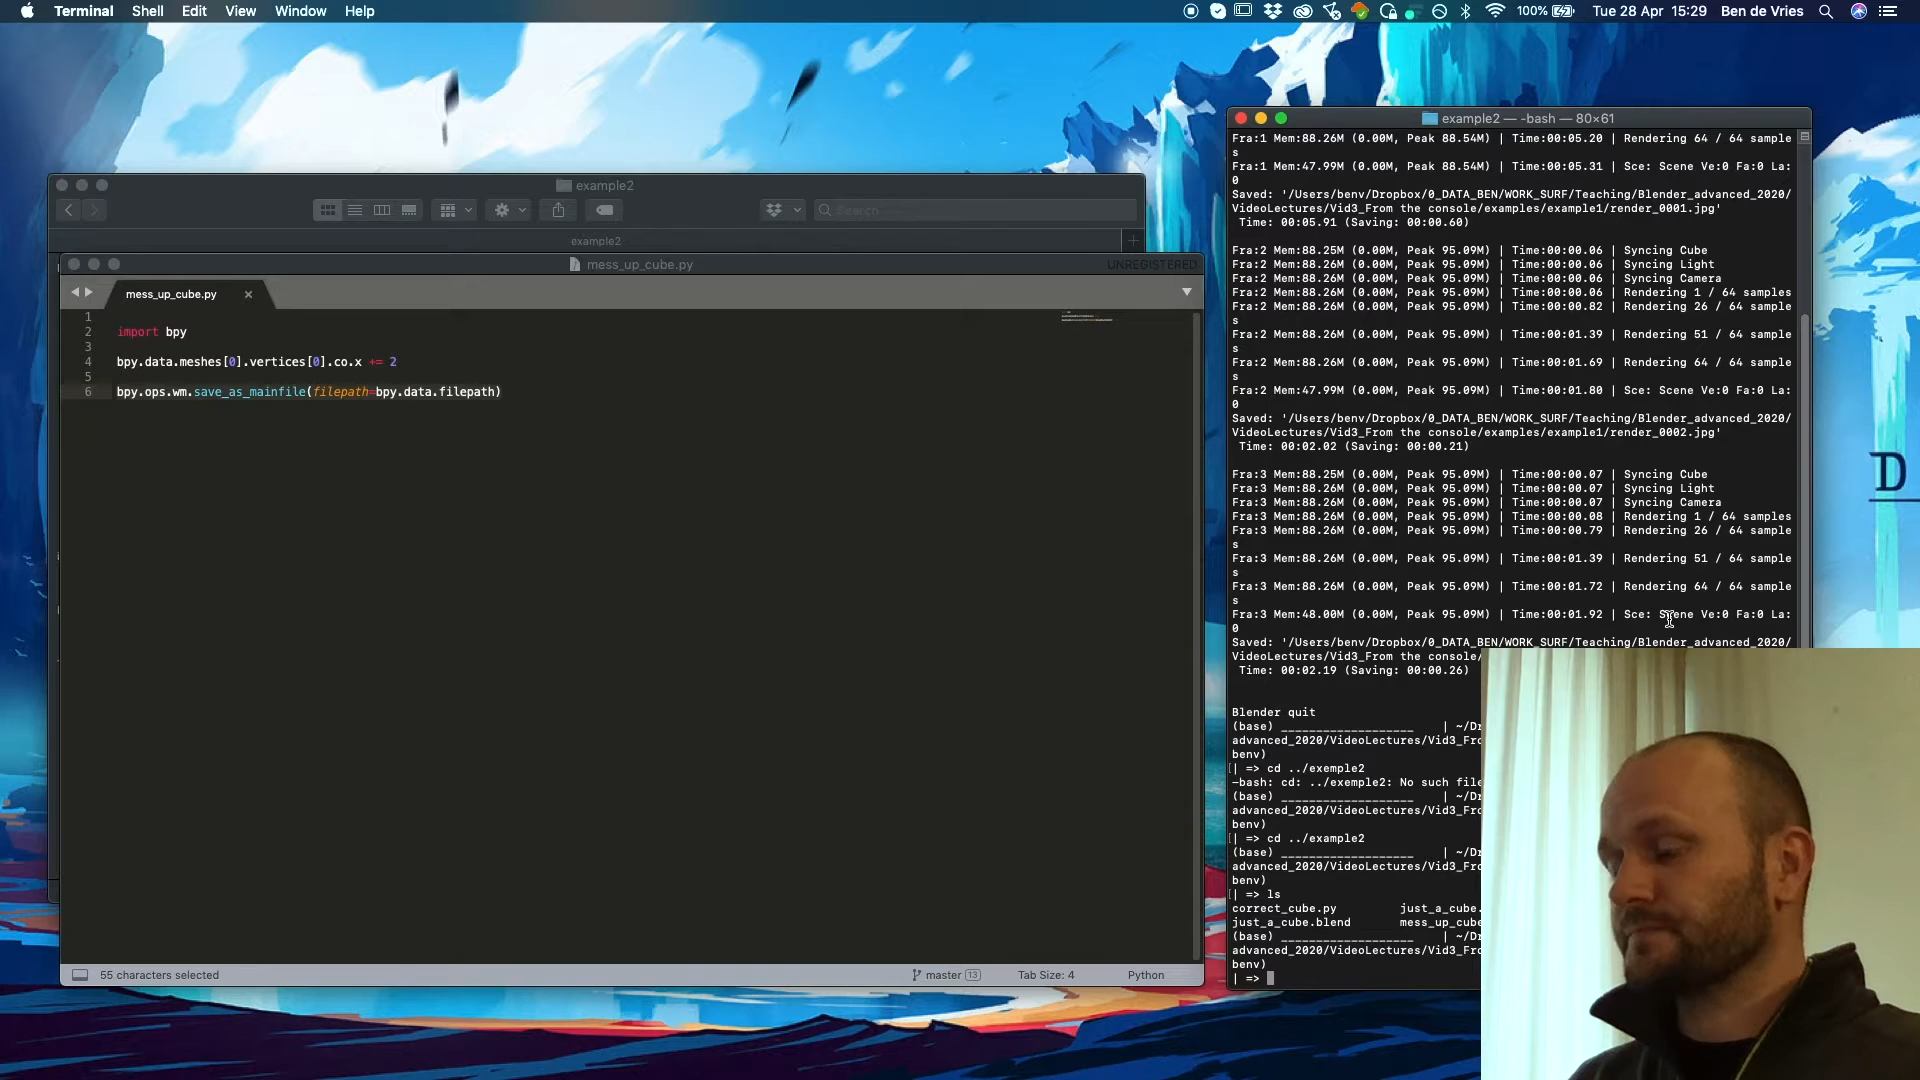 Terminal Shell Edit View Window Help
100% Tue 28 Apr 15:29 Ben de Vries
example2
Search
example2
mess_up_cube.py
UNREGISTERED
mess_up_cube.py
1
2 import bpy
3
4 bpy.data.meshes[0].vertices[0].co.x += 2
5
6 bpy.ops.wm.save_as_mainfile(filepath=bpy.data.filepath)
55 characters selected
master 13
Tab Size: 4
Python
example2 — -bash — 80×61
Fra:1 Mem:88.26M (0.00M, Peak 88.54M) | Time:00:05.20 | Rendering 64 / 64 sample
s
Fra:1 Mem:47.99M (0.00M, Peak 88.54M) | Time:00:05.31 | Sce: Scene Ve:0 Fa:0 La:
0
Saved: '/Users/benv/Dropbox/0_DATA_BEN/WORK_SURF/Teaching/Blender_advanced_2020/
VideoLectures/Vid3_From the console/examples/example1/render_0001.jpg'
Time: 00:05.91 (Saving: 00:00.60)
Fra:2 Mem:88.25M (0.00M, Peak 95.09M) | Time:00:00.06 | Syncing Cube
Fra:2 Mem:88.26M (0.00M, Peak 95.09M) | Time:00:00.06 | Syncing Light
Fra:2 Mem:88.26M (0.00M, Peak 95.09M) | Time:00:00.06 | Syncing Camera
Fra:2 Mem:88.26M (0.00M, Peak 95.09M) | Time:00:00.06 | Rendering 1 / 64 samples
Fra:2 Mem:88.26M (0.00M, Peak 95.09M) | Time:00:00.82 | Rendering 26 / 64 sample
s
Fra:2 Mem:88.26M (0.00M, Peak 95.09M) | Time:00:01.39 | Rendering 51 / 64 sample
s
Fra:2 Mem:88.26M (0.00M, Peak 95.09M) | Time:00:01.69 | Rendering 64 / 64 sample
s
Fra:2 Mem:47.99M (0.00M, Peak 95.09M) | Time:00:01.80 | Sce: Scene Ve:0 Fa:0 La:
0
Saved: '/Users/benv/Dropbox/0_DATA_BEN/WORK_SURF/Teaching/Blender_advanced_2020/
VideoLectures/Vid3_From the console/examples/example1/render_0002.jpg'
Time: 00:02.02 (Saving: 00:00.21)
Fra:3 Mem:88.25M (0.00M, Peak 95.09M) | Time:00:00.07 | Syncing Cube
Fra:3 Mem:88.26M (0.00M, Peak 95.09M) | Time:00:00.07 | Syncing Light
Fra:3 Mem:88.26M (0.00M, Peak 95.09M) | Time:00:00.07 | Syncing Camera
Fra:3 Mem:88.26M (0.00M, Peak 95.09M) | Time:00:00.08 | Rendering 1 / 64 samples
Fra:3 Mem:88.26M (0.00M, Peak 95.09M) | Time:00:00.79 | Rendering 26 / 64 sample
s
Fra:3 Mem:88.26M (0.00M, Peak 95.09M) | Time:00:01.39 | Rendering 51 / 64 sample
s
Fra:3 Mem:88.26M (0.00M, Peak 95.09M) | Time:00:01.72 | Rendering 64 / 64 sample
s
Fra:3 Mem:48.00M (0.00M, Peak 95.09M) | Time:00:01.92 | Sce: Scene Ve:0 Fa:0 La:
0
Saved: '/Users/benv/Dropbox/0_DATA_BEN/WORK_SURF/Teaching/Blender_advanced_2020/
VideoLectures/Vid3_From the console/
Time: 00:02.19 (Saving: 00:00.26)
Blender quit
(base) ___________________ | ~/Dr
advanced_2020/VideoLectures/Vid3_Fro
benv)
| => cd ../exemple2
-bash: cd: ../exemple2: No such file
(base) ___________________ | ~/Dr
advanced_2020/VideoLectures/Vid3_Fro
benv)
| => cd ../example2
(base) ___________________ | ~/Dr
advanced_2020/VideoLectures/Vid3_Fro
benv)
| => ls
correct_cube.py just_a_cube.
just_a_cube.blend mess_up_cube
(base) ___________________ | ~/Dr
advanced_2020/VideoLectures/Vid3_Fro
benv)
| =>
D